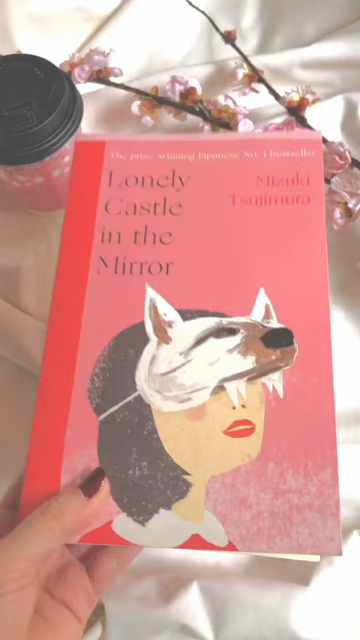 The prize-winning Japanese No. 1 bestseller
Lonely
Castle
in the
Mirror
Mizuki
Tsujimura